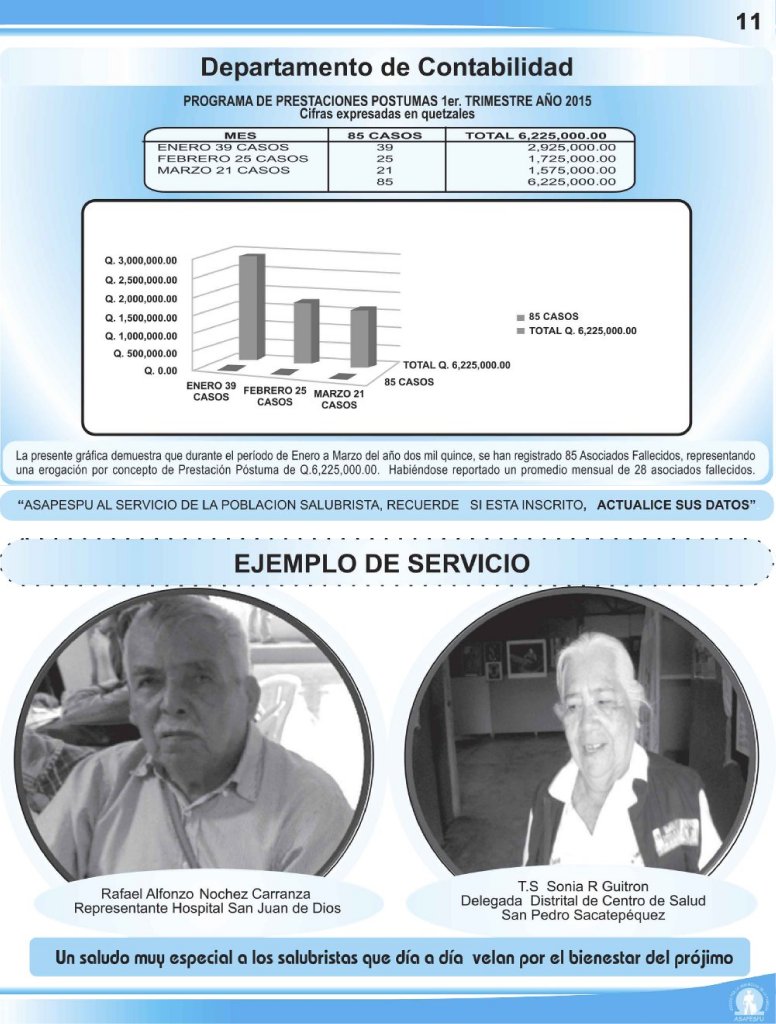 11
Departamento de Contabilidad
PROGRAMA DE PRESTACIONES POSTUMAS 1er. TRIMESTRE AÑO 2015
Cifras expresadas en quetzales
MES 85 CASOS TOTAL 6,225,000.00
ENERO 39 CASOS 39 2,925,000.00
FEBRERO 25 CASOS 25 1,725,000.00
MARZO 21 CASOS 21 1,575,000.00
85 6,225,000.00
Q. 3,000,000.00
Q. 2,500,000.00
Q. 2,000,000.00
Q. 1,500,000.00
Q. 1,000,000.00
Q. 500,000.00
Q. 0.00
ENERO 39
CASOS
FEBRERO 25
CASOS
MARZO 21
CASOS
TOTAL Q. 6,225,000.00
85 CASOS
85 CASOS
TOTAL Q. 6,225,000.00
La presente gráfica demuestra que durante el período de Enero a Marzo del año dos mil quince, se han registrado 85 Asociados Fallecidos, representando
una erogación por concepto de Prestación Póstuma de Q.6,225,000.00. Habiéndose reportado un promedio mensual de 28 asociados fallecidos.
“ASAPESPU AL SERVICIO DE LA POBLACION SALUBRISTA, RECUERDE SI ESTA INSCRITO, ACTUALICE SUS DATOS”
EJEMPLO DE SERVICIO
Rafael Alfonzo Nochez Carranza
Representante Hospital San Juan de Dios
T.S Sonia R Guitron
Delegada Distrital de Centro de Salud
San Pedro Sacatepéquez
Un saludo muy especial a los salubristas que día a día velan por el bienestar del prójimo
ASAPESPU